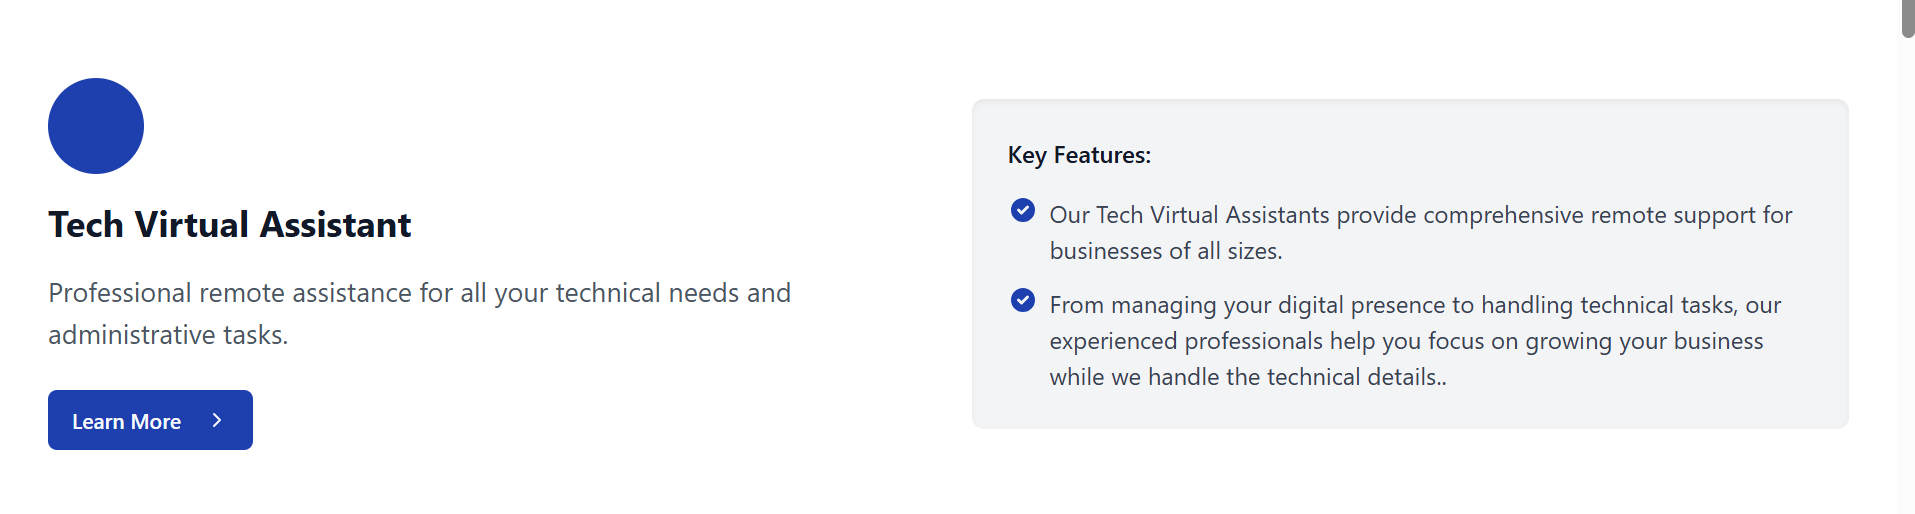 Tech Virtual Assistant
Professional remote assistance for all your technical needs and
administrative tasks.
Learn More
Key Features:
Our Tech Virtual Assistants provide comprehensive remote support for
businesses of all sizes.
From managing your digital presence to handling technical tasks, our
experienced professionals help you focus on growing your business
while we handle the technical details..